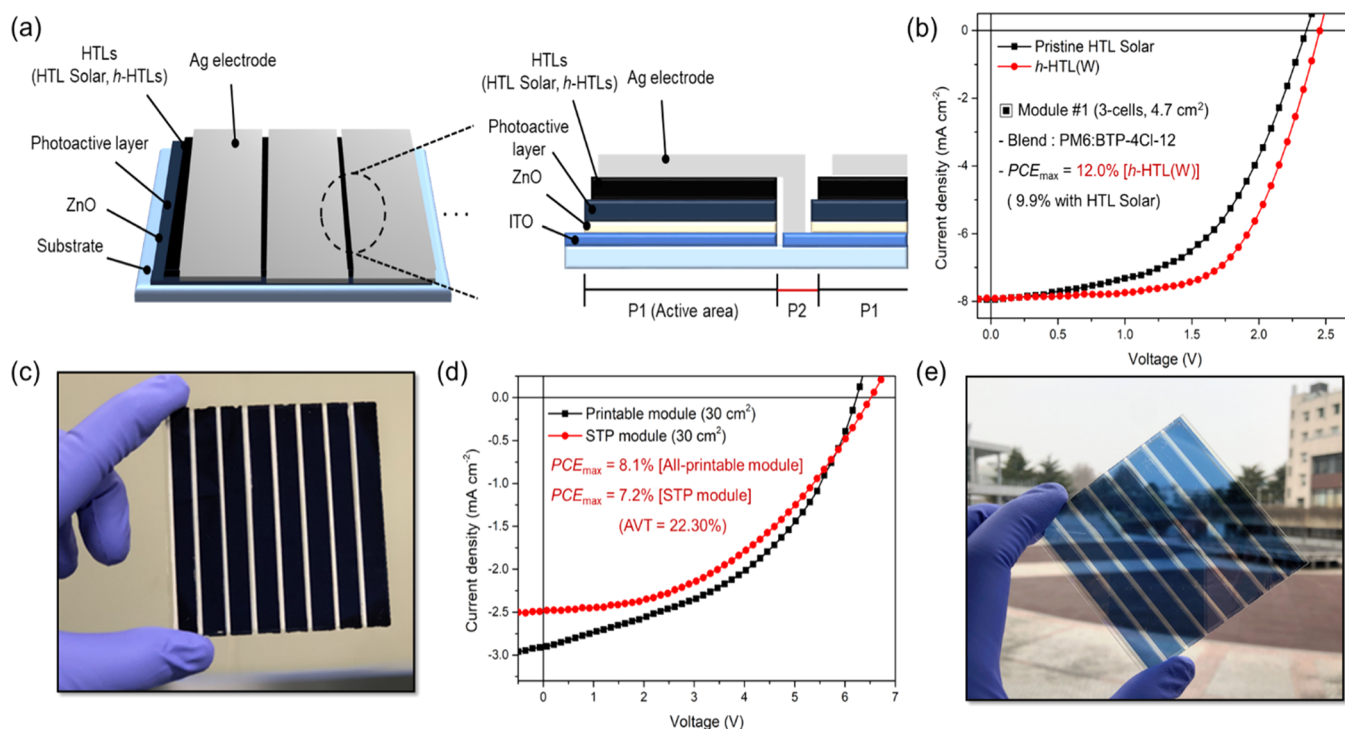 (a)
HTLs
(HTL Solar, h-HTLs)
Ag electrode
Photoactive layer
ZnO
Substrate
...
HTLs
(HTL Solar, h-HTLs)
Ag electrode
Photoactive
layer
ZnO
ITO
P1 (Active area)
P2
P1
(b)
Pristine HTL Solar
h-HTL(W)
Module #1 (3-cells, 4.7 cm²)
- Blend : PM6:BTP-4Cl-12
- PCEmax = 12.0% [h-HTL(W)]
( 9.9% with HTL Solar)
Current density (mA cm⁻²)
0
-2
-4
-6
-8
0.0
0.5
1.0
1.5
2.0
2.5
Voltage (V)
(c)
(d)
Printable module (30 cm²)
STP module (30 cm²)
PCEmax = 8.1% [All-printable module]
PCEmax = 7.2% [STP module]
(AVT = 22.30%)
Current density (mA cm⁻²)
0.0
-0.5
-1.0
-1.5
-2.0
-2.5
-3.0
0
1
2
3
4
5
6
7
Voltage (V)
(e)